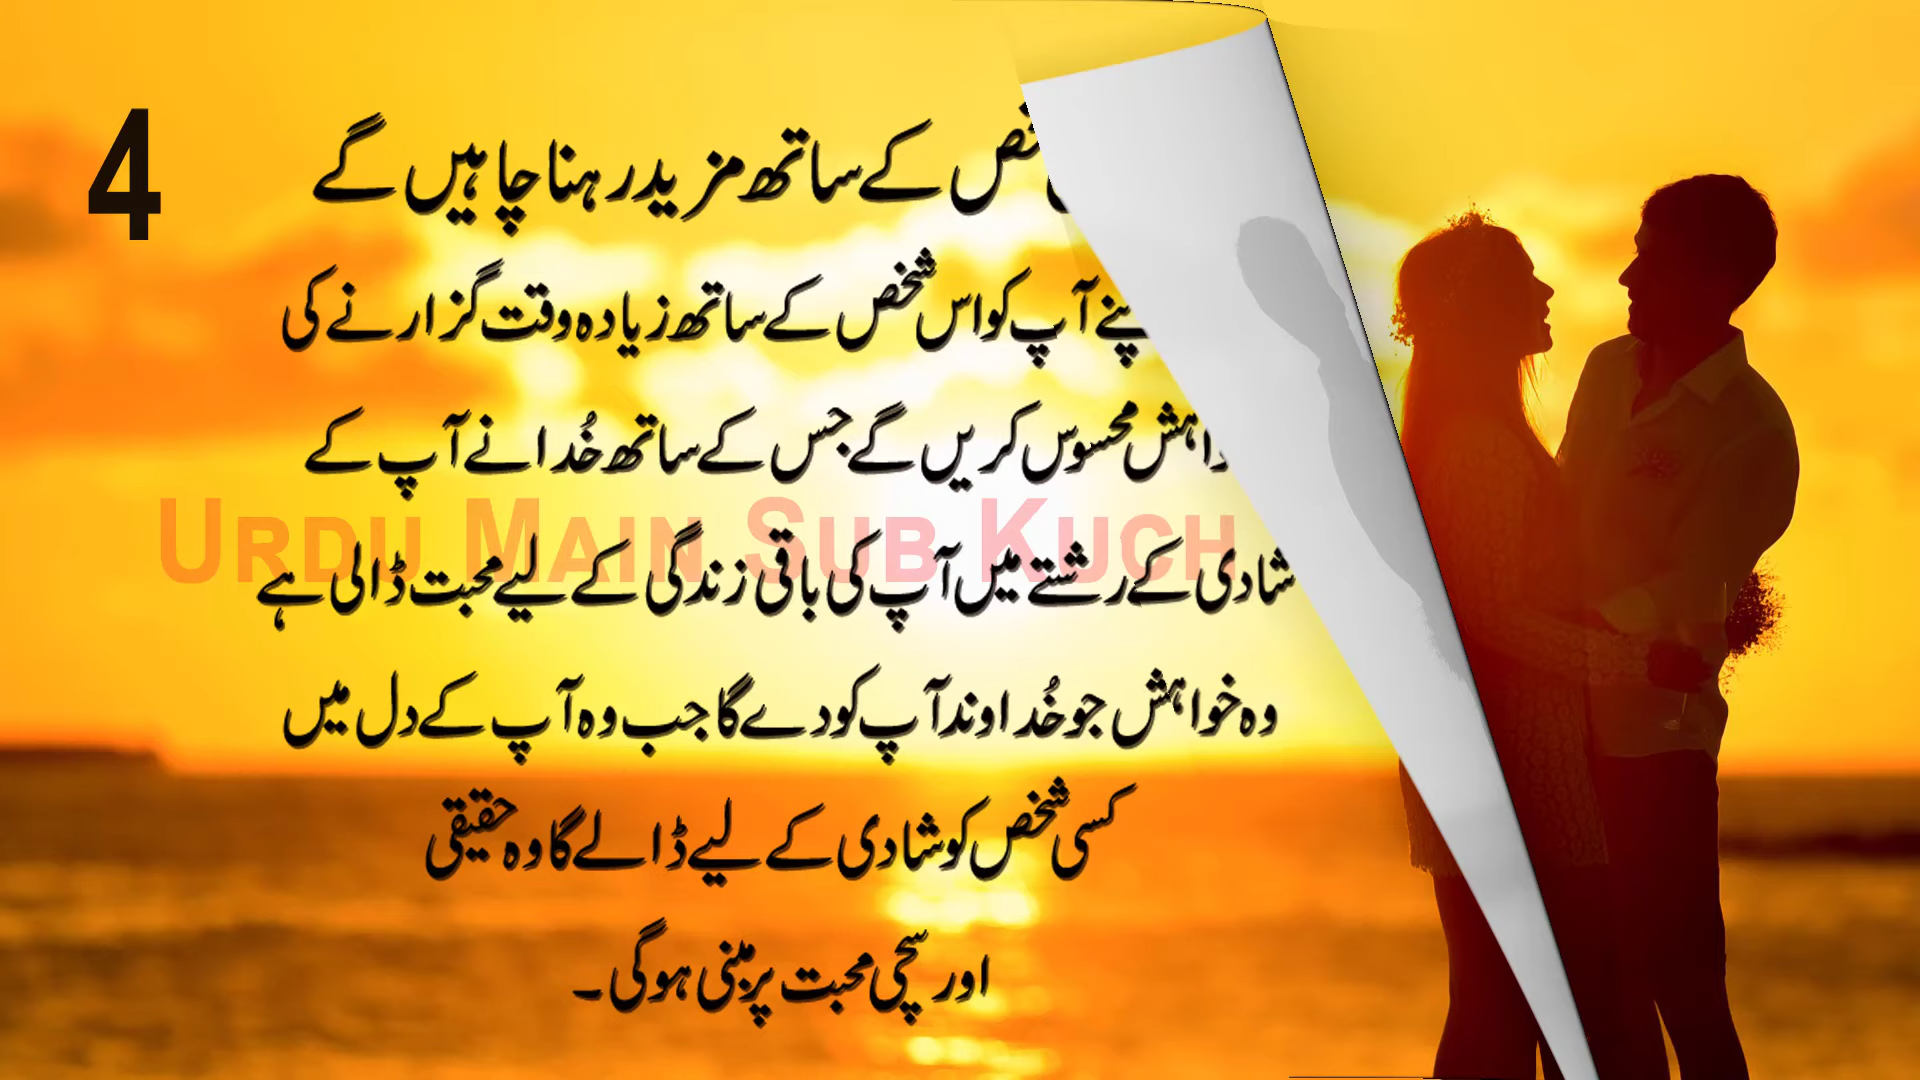 4
کے ساتھ مزید رہنا چاہیں گے
آپ کو اس شخص کے ساتھ زیادہ وقت گزارنے کی
محسوس کریں گے جس کے ساتھ خُدا نے آپ کے
Urdu Main Sub Kuch
شادی کے رشتے میں آپ کی باقی زندگی کے لیے محبت ڈالی ہے
وہ خواہش جو خُداوند آپ کو دے گا جب وہ آپ کے دل میں
کسی شخص کو شادی کے لیے ڈالے گا وہ حقیقی
اور سچی محبت پر مبنی ہوگی۔